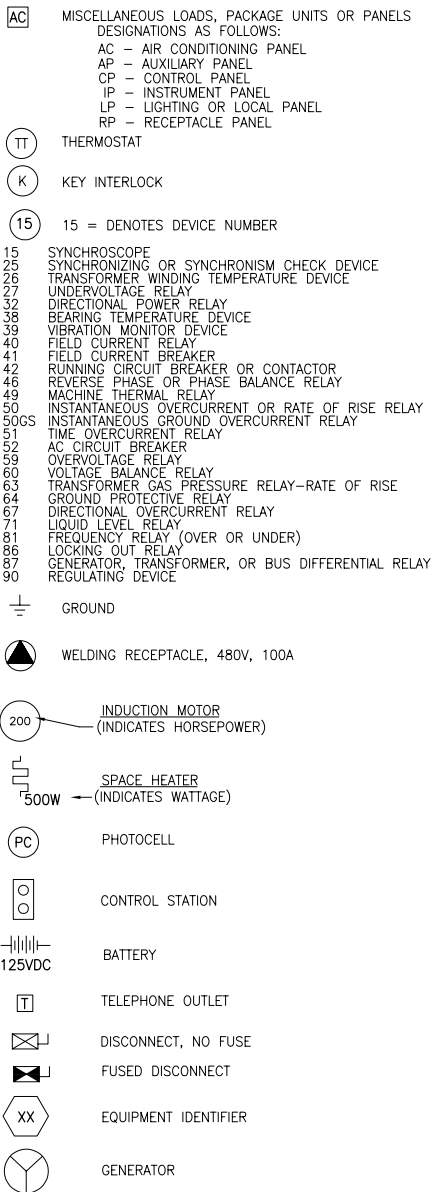 AC MISCELLANEOUS LOADS, PACKAGE UNITS OR PANELS
DESIGNATIONS AS FOLLOWS:
AC – AIR CONDITIONING PANEL
AP – AUXILIARY PANEL
CP – CONTROL PANEL
IP – INSTRUMENT PANEL
LP – LIGHTING OR LOCAL PANEL
RP – RECEPTACLE PANEL
TT THERMOSTAT
K KEY INTERLOCK
15 15 = DENOTES DEVICE NUMBER
15 SYNCHROSCOPE
25 SYNCHRONIZING OR SYNCHRONISM CHECK DEVICE
26 TRANSFORMER WINDING TEMPERATURE DEVICE
27 UNDERVOLTAGE RELAY
32 DIRECTIONAL POWER RELAY
38 BEARING TEMPERATURE DEVICE
39 VIBRATION MONITOR DEVICE
40 FIELD CURRENT RELAY
41 FIELD CURRENT BREAKER
42 RUNNING CIRCUIT BREAKER OR CONTACTOR
46 REVERSE PHASE OR PHASE BALANCE RELAY
49 MACHINE THERMAL RELAY
50 INSTANTANEOUS OVERCURRENT OR RATE OF RISE RELAY
50GS INSTANTANEOUS GROUND OVERCURRENT RELAY
51 TIME OVERCURRENT RELAY
52 AC CIRCUIT BREAKER
59 OVERVOLTAGE RELAY
60 VOLTAGE BALANCE RELAY
63 TRANSFORMER GAS PRESSURE RELAY–RATE OF RISE
64 GROUND PROTECTIVE RELAY
67 DIRECTIONAL OVERCURRENT RELAY
71 LIQUID LEVEL RELAY
81 FREQUENCY RELAY (OVER OR UNDER)
86 LOCKING OUT RELAY
87 GENERATOR, TRANSFORMER, OR BUS DIFFERENTIAL RELAY
90 REGULATING DEVICE
GROUND
WELDING RECEPTACLE, 480V, 100A
INDUCTION MOTOR
200 (INDICATES HORSEPOWER)
SPACE HEATER
500W (INDICATES WATTAGE)
PC PHOTOCELL
CONTROL STATION
BATTERY
125VDC
T TELEPHONE OUTLET
DISCONNECT, NO FUSE
FUSED DISCONNECT
XX EQUIPMENT IDENTIFIER
GENERATOR